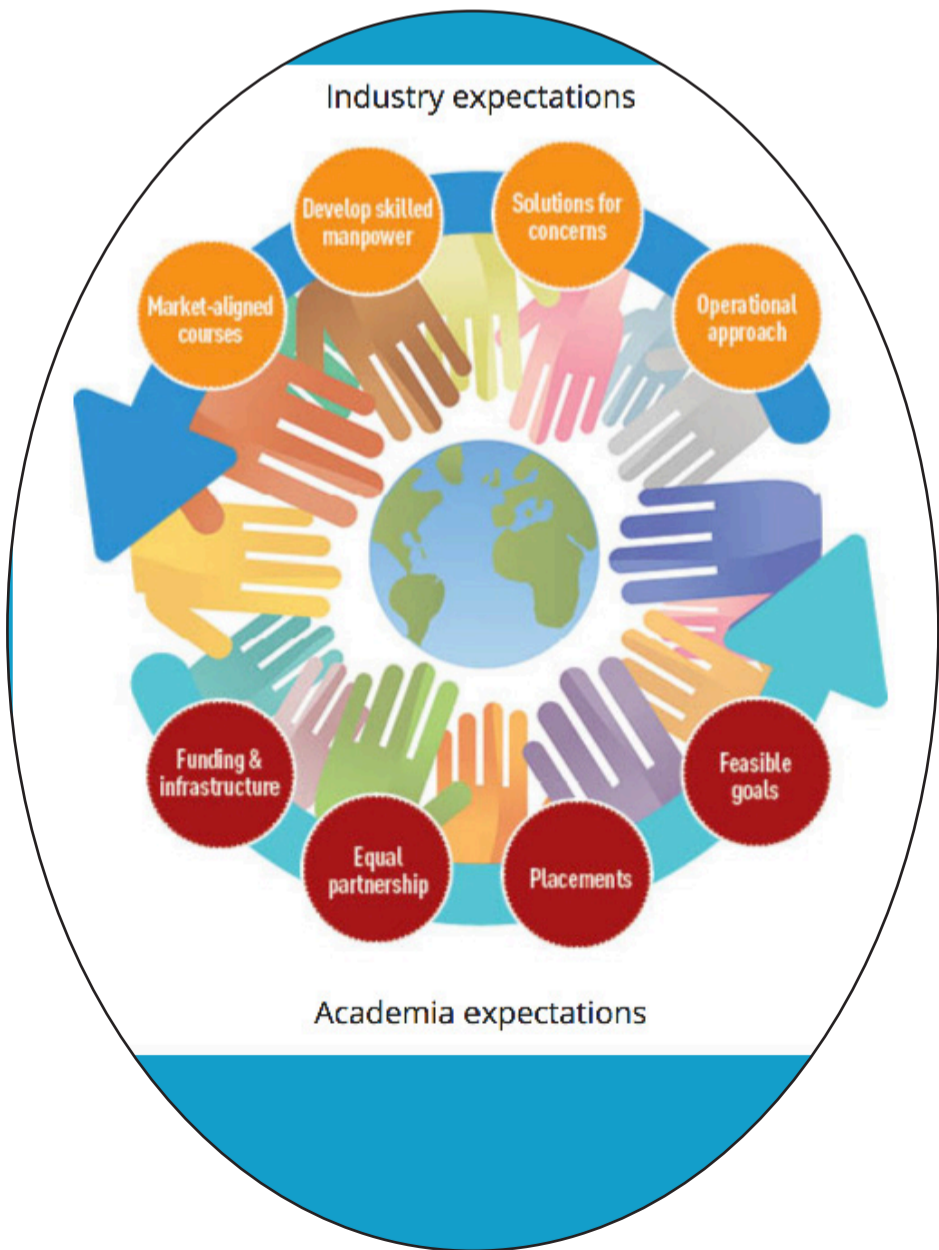 Industry expectations
Develop skilled
manpower
Solutions for
concerns
Market-aligned
courses
Operational
approach
Funding &
infrastructure
Equal
partnership
Placements
Feasible
goals
Academia expectations